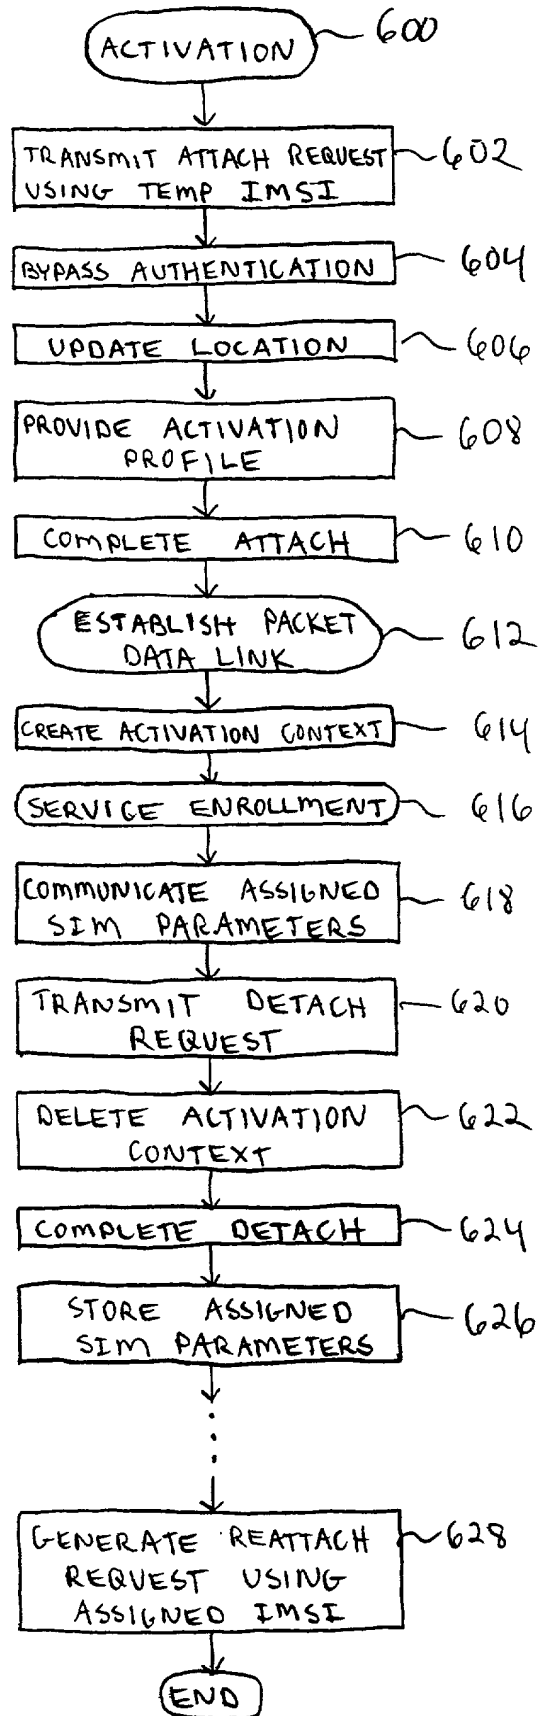 ACTIVATION
600
TRANSMIT ATTACH REQUEST
USING TEMP IMSI
602
BYPASS AUTHENTICATION
604
UPDATE LOCATION
606
PROVIDE ACTIVATION
PROFILE
608
COMPLETE ATTACH
610
ESTABLISH PACKET
DATA LINK
612
CREATE ACTIVATION CONTEXT
614
SERVICE ENROLLMENT
616
COMMUNICATE ASSIGNED
SIM PARAMETERS
618
TRANSMIT DETACH
REQUEST
620
DELETE ACTIVATION
CONTEXT
622
COMPLETE DETACH
624
STORE ASSIGNED
SIM PARAMETERS
626
GENERATE REATTACH
REQUEST USING
ASSIGNED IMSI
628
END